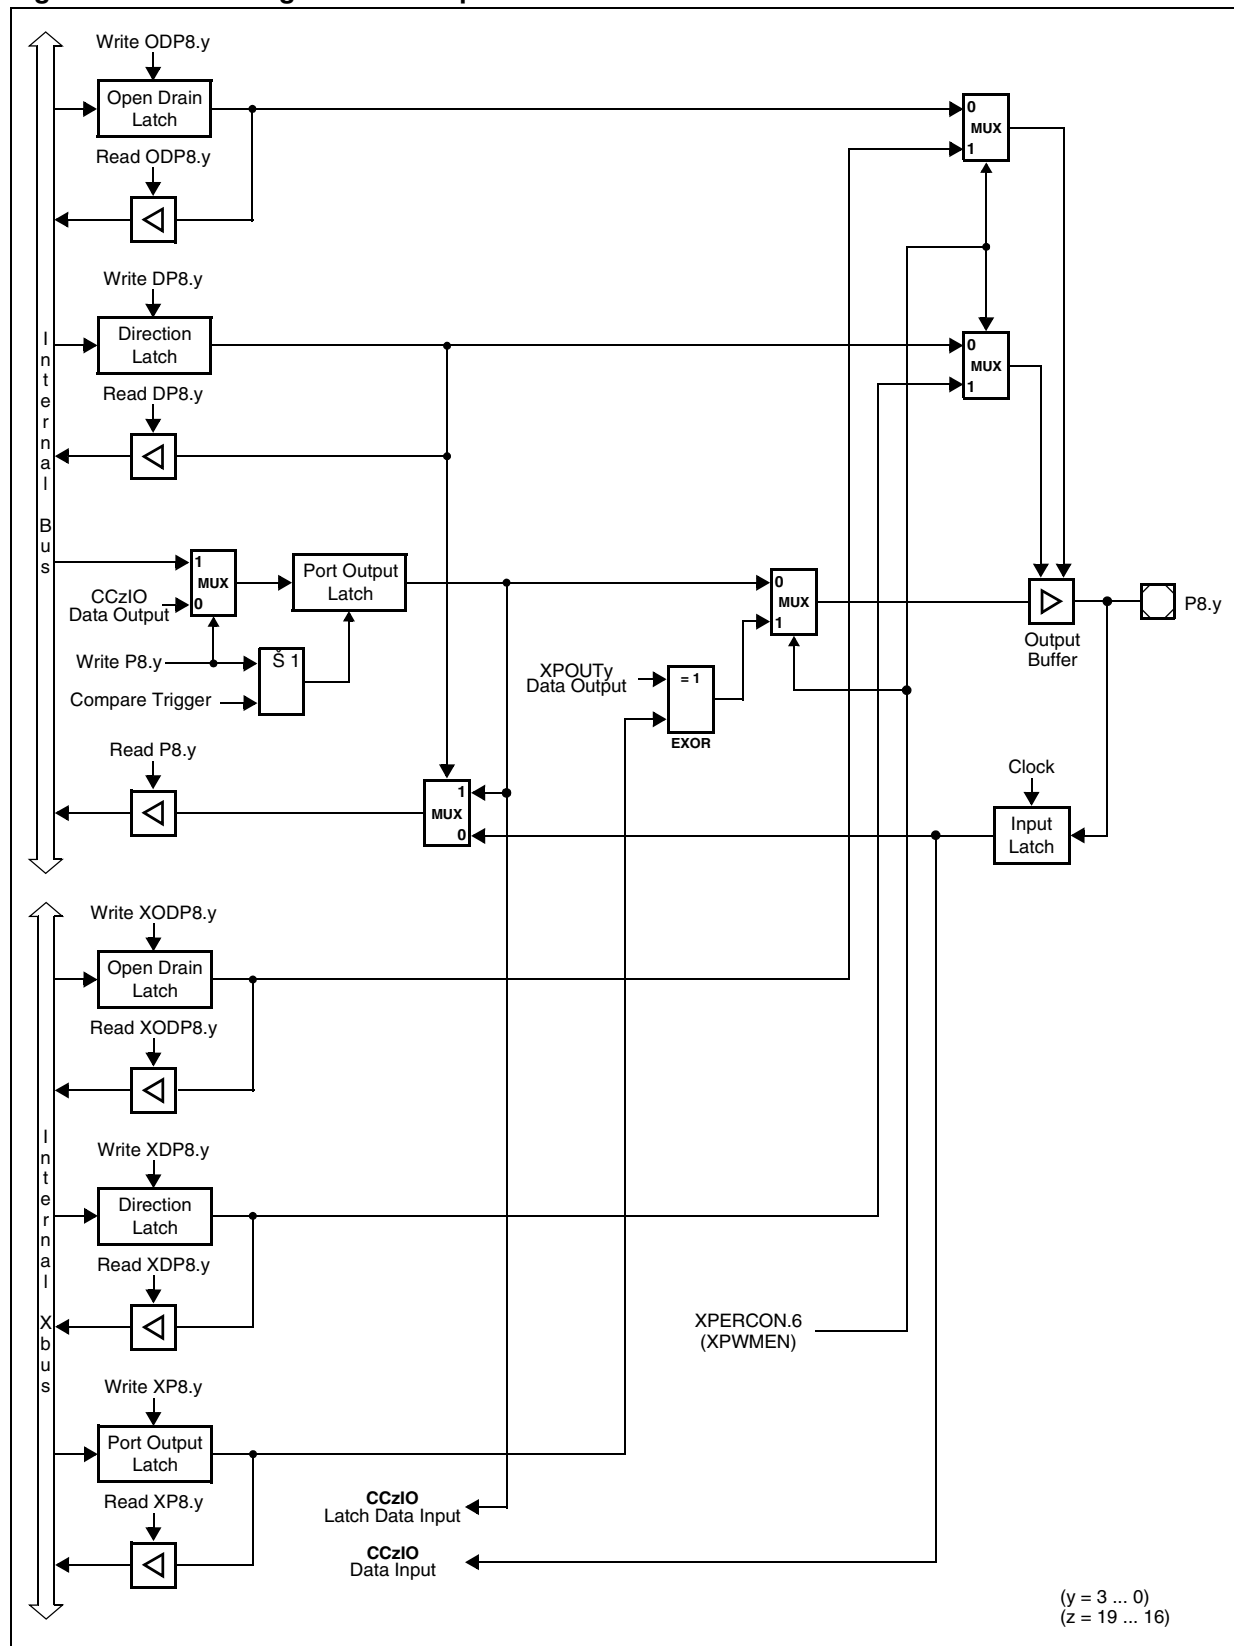 Write ODP8.y
Open Drain
Latch
0
MUX
1
Read ODP8.y
Write DP8.y
Direction
Latch
0
MUX
1
Read DP8.y
Internal Bus
1
MUX
0
CCzIO
Data Output
Port Output
Latch
0
MUX
1
P8.y
Output
Buffer
Write P8.y
Š 1
Compare Trigger
XPOUTy
Data Output
= 1
EXOR
Read P8.y
1
MUX
0
Clock
Input
Latch
Write XODP8.y
Open Drain
Latch
Read XODP8.y
Internal Xbus
Write XDP8.y
Direction
Latch
Read XDP8.y
XPERCON.6
(XPWMEN)
Write XP8.y
Port Output
Latch
Read XP8.y
CCzIO
Latch Data Input
CCzIO
Data Input
(y = 3 ... 0)
(z = 19 ... 16)